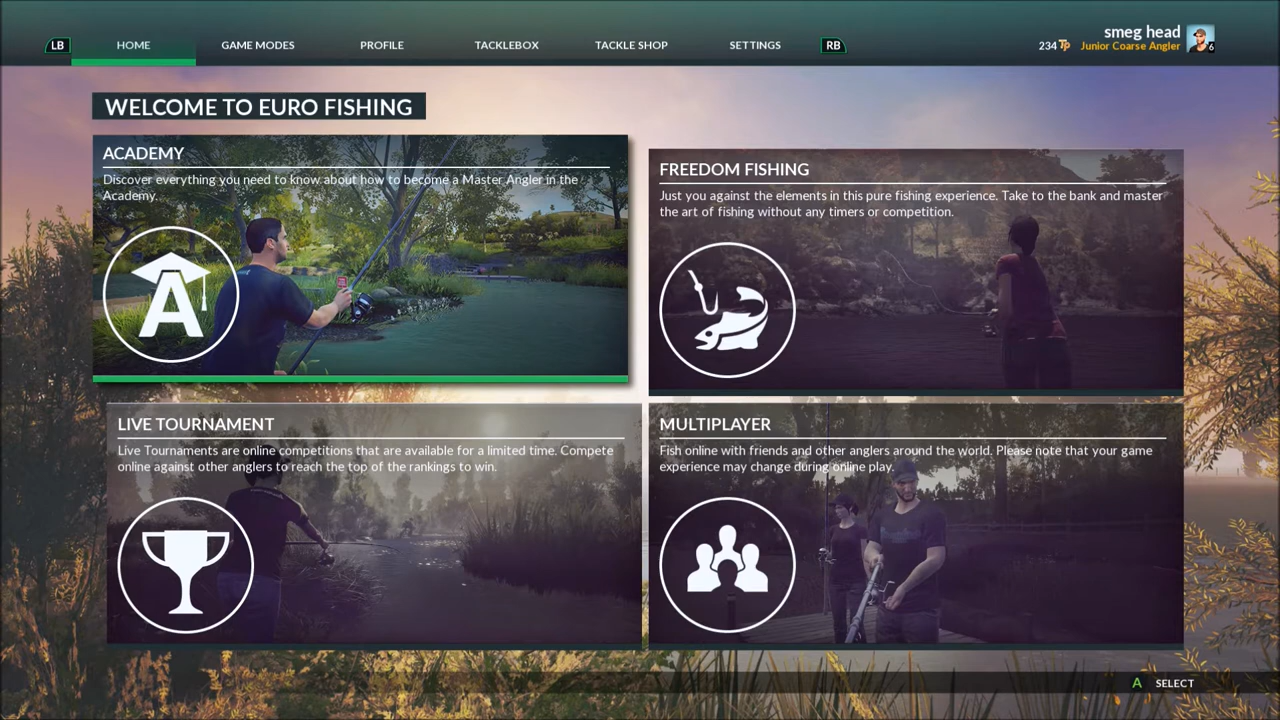 LB
HOME
GAME MODES
PROFILE
TACKLEBOX
TACKLE SHOP
SETTINGS
RB
smeg head
234 TP
Junior Coarse Angler
6
WELCOME TO EURO FISHING
ACADEMY
Discover everything you need to know about how to become a Master Angler in the
Academy.
A
FREEDOM FISHING
Just you against the elements in this pure fishing experience. Take to the bank and master
the art of fishing without any timers or competition.
LIVE TOURNAMENT
Live Tournaments are online competitions that are available for a limited time. Compete
online against other anglers to reach the top of the rankings to win.
MULTIPLAYER
Fish online with friends and other anglers around the world. Please note that your game
experience may change during online play.
A SELECT